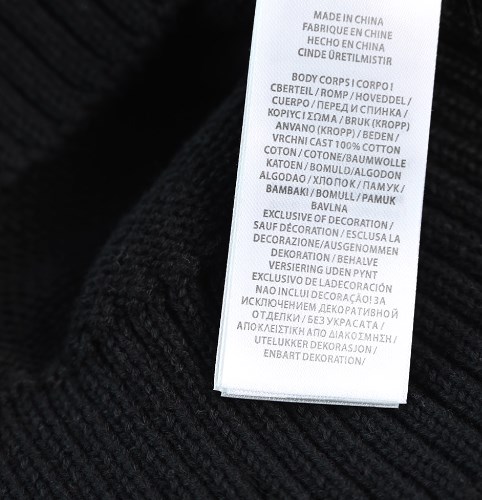 MADE IN CHINA
FABRIQUE EN CHINE
HECHO EN CHINA
CINDE ÜRETILMISTIR
BODY CORPS I CORPO I
CBERTEIL / ROMP / HOVEDDEL /
CUERPO / ПЕРЕД И СПИНКА /
ΚΟΡΙΥC Ι ΣΩΜΑ / BRUK (KROPP)
ANVANO (KROPP) / BEDEN /
VRCHNI CAST 100% COTTON
COTON / COTONE/BAUMWOLLE
KATOEN / BOMULD/ALGODON
ALGODAO / ХЛОПОК / ПАМУК /
BAMBAKI / BOMULL / PAMUK
BAVLNA
EXCLUSIVE OF DECORATION /
SAUF DÉCORATION / ESCLUSA LA
DECORAZIONE/AUSGENOMMEN
DEKORATION / BEHALVE
VERSIERING UDEN PYNT
EXCLUSIVO DE LADECORACIÓN
NAO INCLUI DECORAÇÃO! ЗА
ИСКЛЮЧЕНИЕМ ДЕКОРАТИВНОЙ
ОТДЕЛКИ / БЕЗ УКРАСАТА /
ΑΠΟΚΛΕΙΣΤΙΚΗ ΑΠΟ ΔΙΑΚΟΣΜΗΣΗ /
UTELUKKER DEKORASJON /
ENBART DEKORATION/